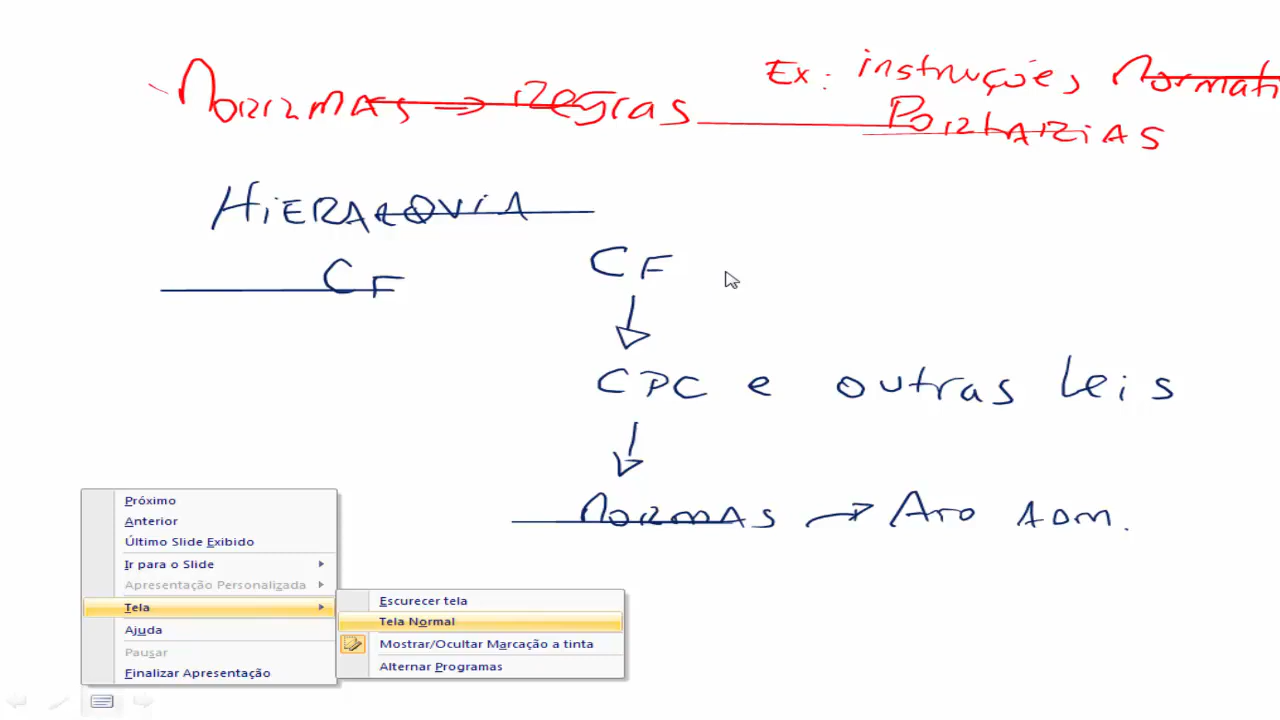 Normas => Regras
Ex: instruções Normati
Portarias
HIERAQUIA
CF
CF
CPC e outras Leis
Normas → Ato ADM.
Próximo
Anterior
Último Slide Exibido
Ir para o Slide
Apresentação Personalizada
Tela
Ajuda
Pausar
Finalizar Apresentação
Escurecer tela
Tela Normal
Mostrar/Ocultar Marcação a tinta
Alternar Programas